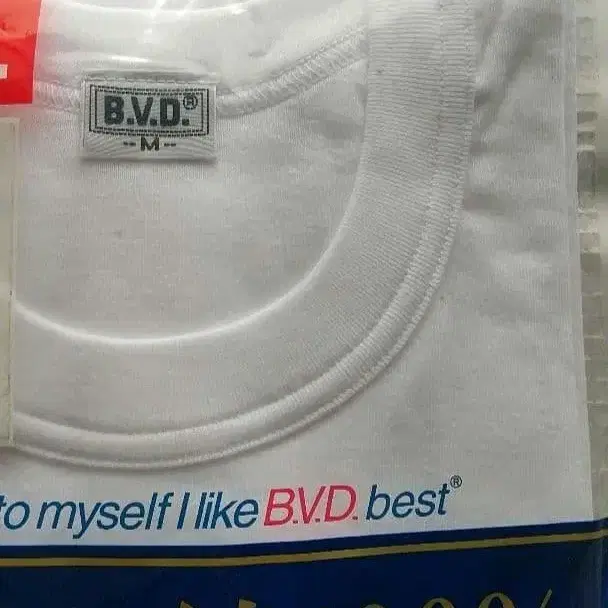 B.V.D.®
--M--
to myself I like B.V.D. best®